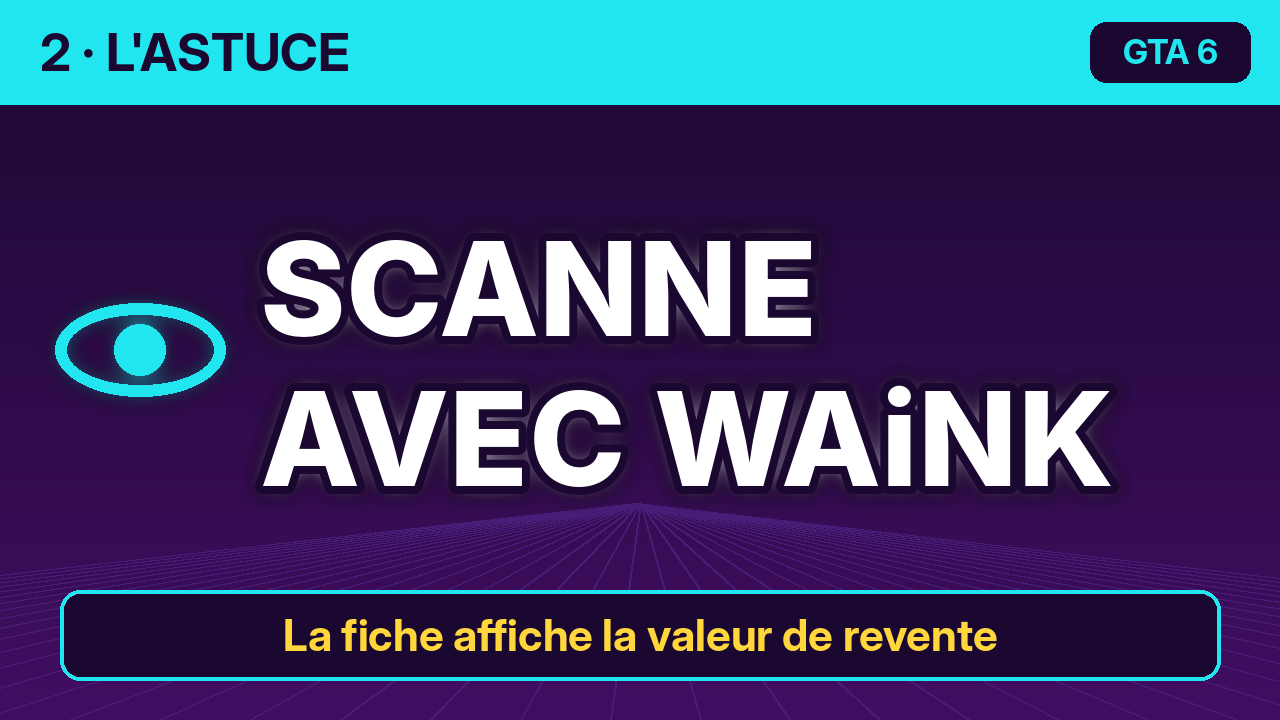 2 · L'ASTUCE
GTA 6
SCANNE
AVEC WAiNK
La fiche affiche la valeur de revente